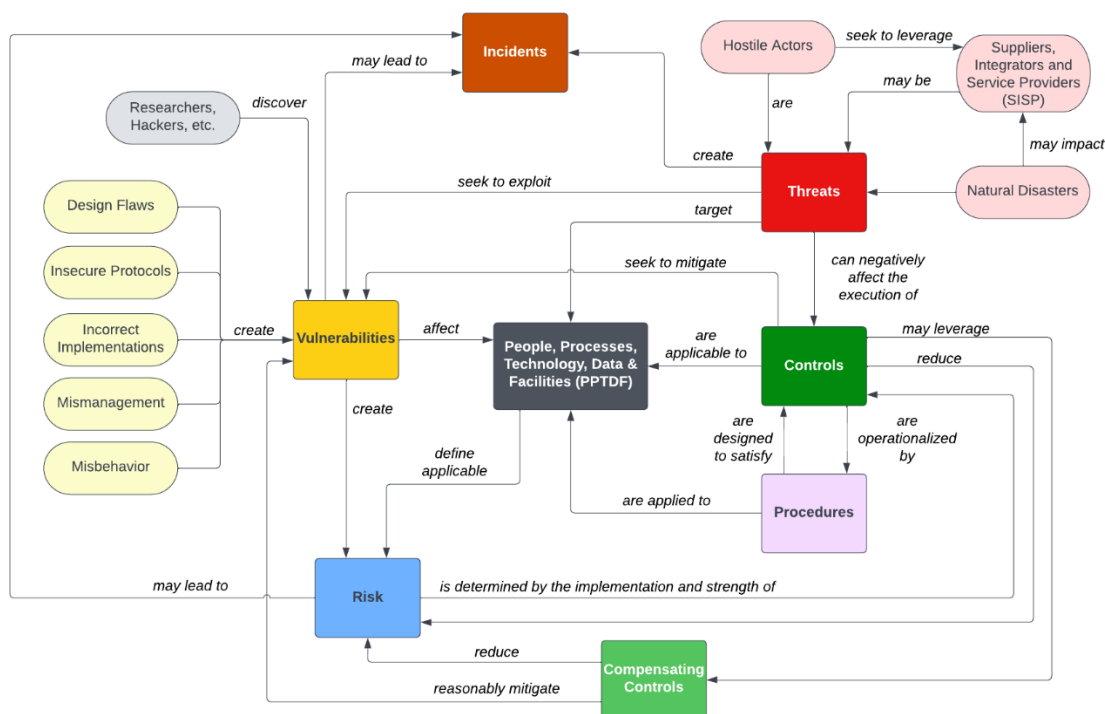 Incidents
Hostile Actors
seek to leverage
Suppliers,
Integrators and
Service Providers
(SISP)
may lead to
may be
Researchers,
Hackers, etc.
discover
are
may impact
create
Threats
Natural Disasters
seek to exploit
Design Flaws
target
Insecure Protocols
seek to mitigate
can negatively
affect the
execution of
Incorrect
Implementations
create
Vulnerabilities
affect
People, Processes,
Technology, Data &
Facilities (PPTDF)
are
applicable to
Controls
may leverage
reduce
Mismanagement
create
are
designed
to satisfy
are
operationalized
by
Misbehavior
define
applicable
are applied to
Procedures
may lead to
Risk
is determined by the implementation and strength of
reduce
reasonably mitigate
Compensating
Controls